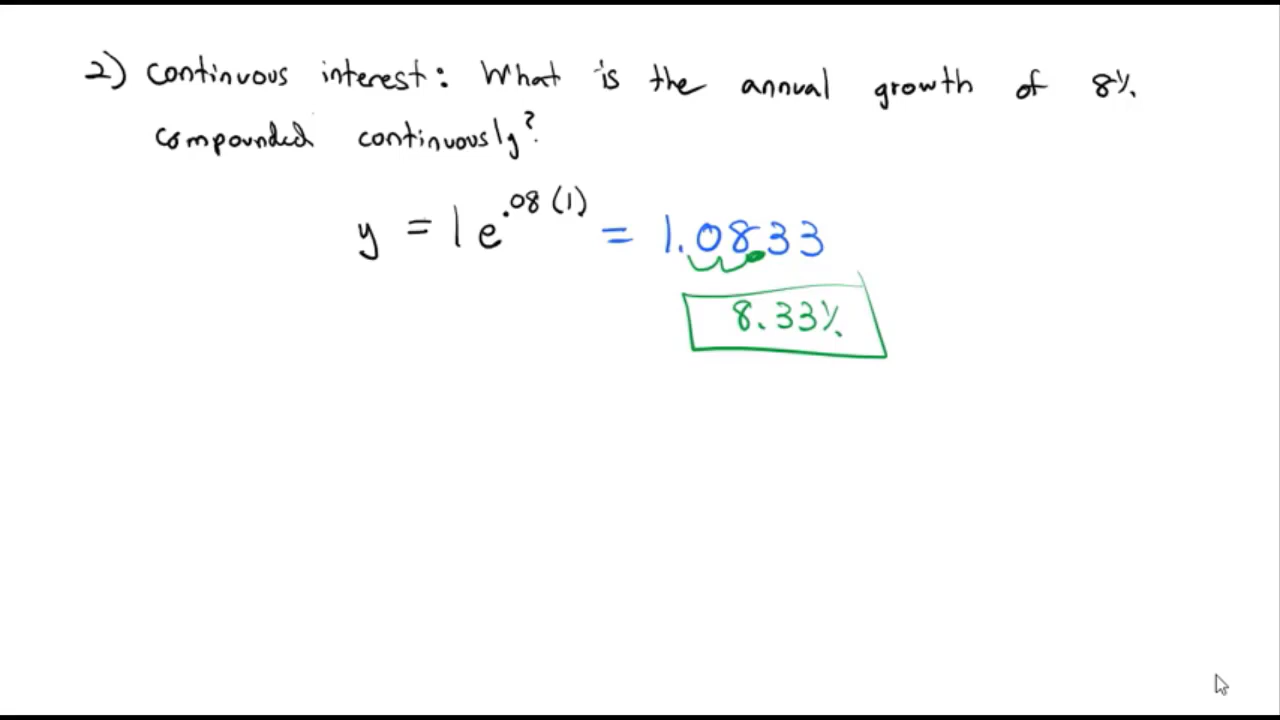 2) continuous interest: What is the annual growth of 8%
compounded continuously?
y = 1e^.08(1) = 1.0833
8.33%